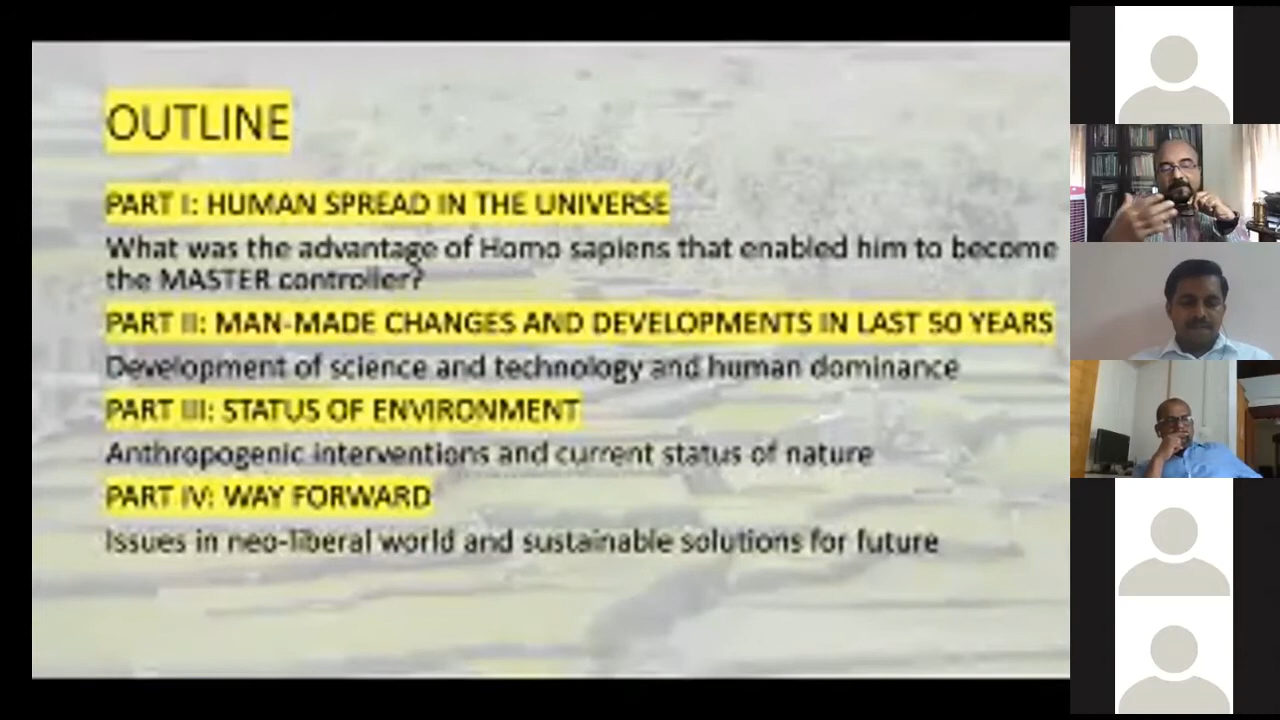 OUTLINE
PART I: HUMAN SPREAD IN THE UNIVERSE
What was the advantage of Homo sapiens that enabled him to become
the MASTER controller?
PART II: MAN-MADE CHANGES AND DEVELOPMENTS IN LAST 50 YEARS
Development of science and technology and human dominance
PART III: STATUS OF ENVIRONMENT
Anthropogenic interventions and current status of nature
PART IV: WAY FORWARD
Issues in neo-liberal world and sustainable solutions for future